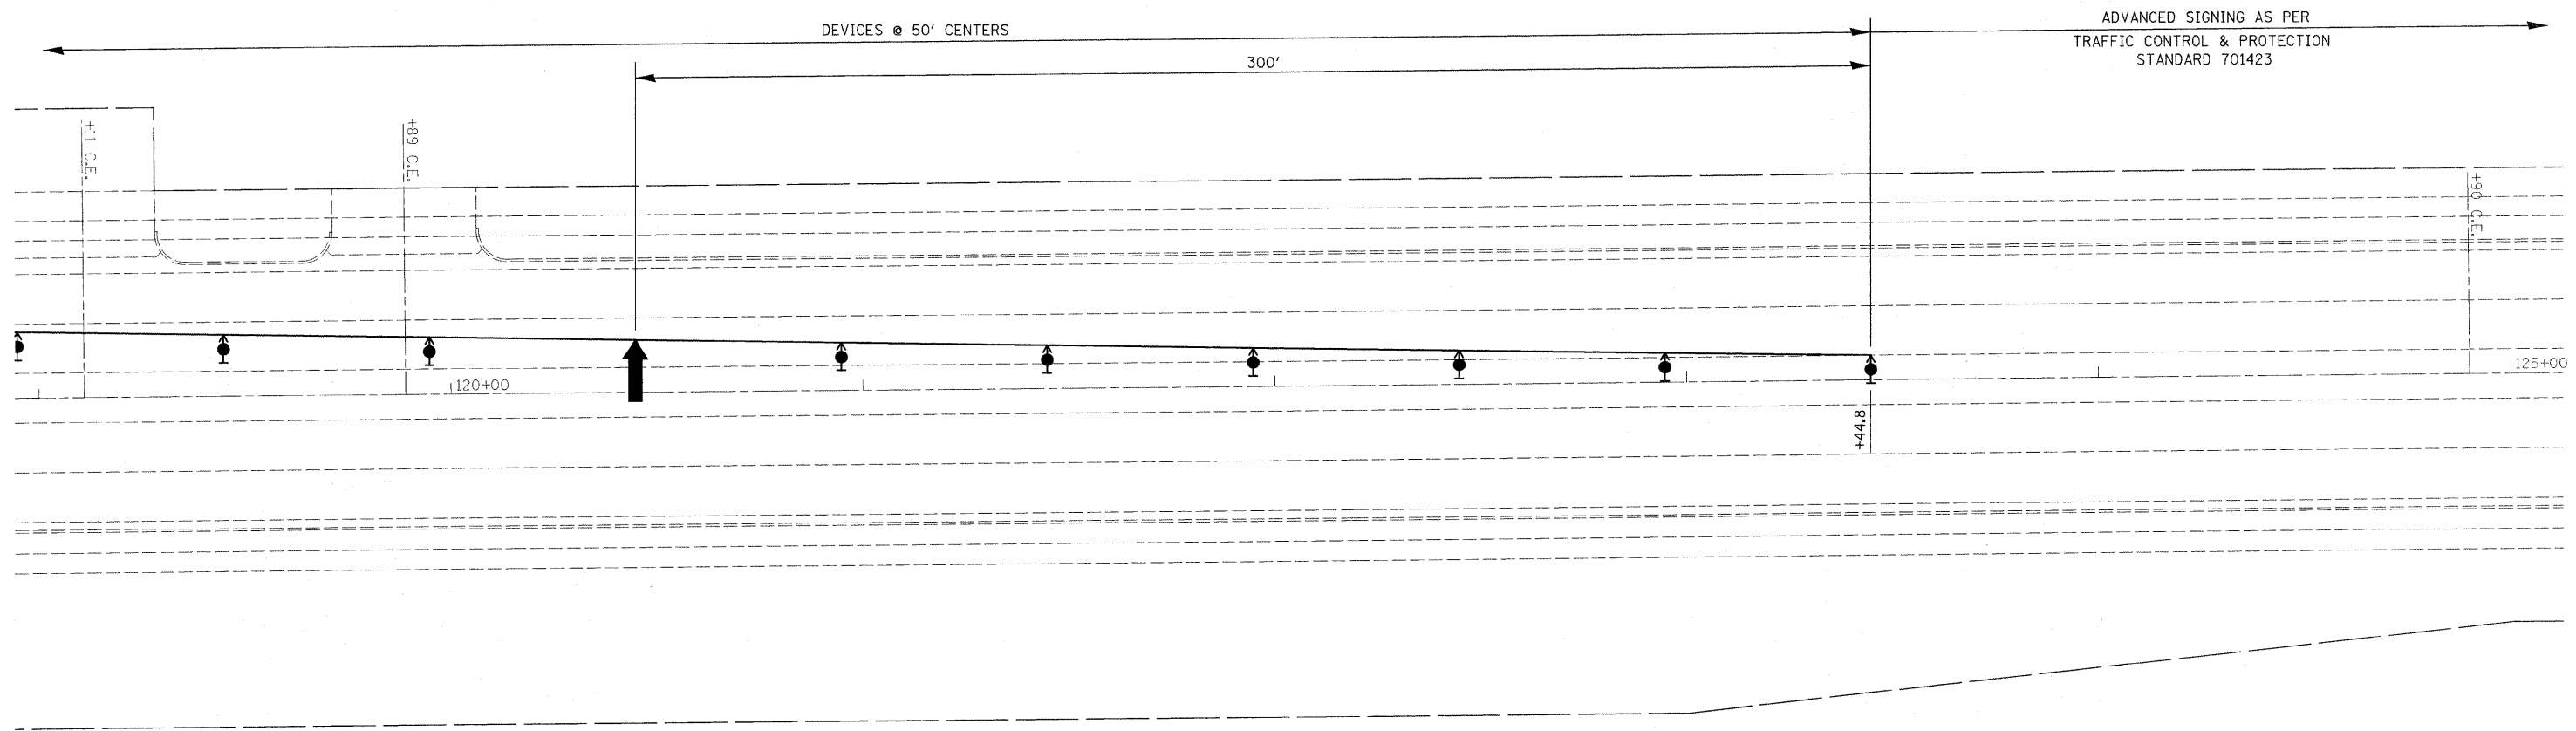 DEVICES @ 50' CENTERS
ADVANCED SIGNING AS PER
TRAFFIC CONTROL & PROTECTION
STANDARD 701423
300'
+11 C.E.
+89 C.E.
+90 C.E.
120+00
125+00
+44.8